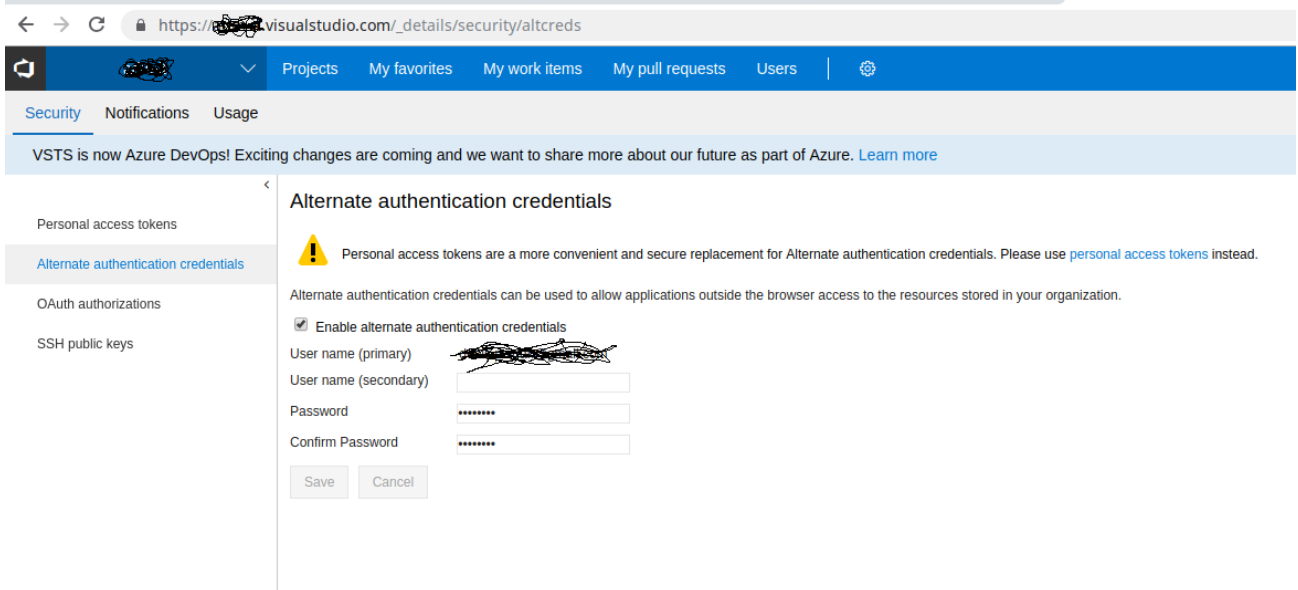 https:// visualstudio.com/_details/security/altcreds
Projects My favorites My work items My pull requests Users
Security Notifications Usage
VSTS is now Azure DevOps! Exciting changes are coming and we want to share more about our future as part of Azure. Learn more
Alternate authentication credentials
Personal access tokens
Personal access tokens are a more convenient and secure replacement for Alternate authentication credentials. Please use personal access tokens instead.
Alternate authentication credentials
Alternate authentication credentials can be used to allow applications outside the browser access to the resources stored in your organization.
OAuth authorizations
Enable alternate authentication credentials
SSH public keys
User name (primary)
User name (secondary)
Password ••••••••
Confirm Password ••••••••
Save Cancel